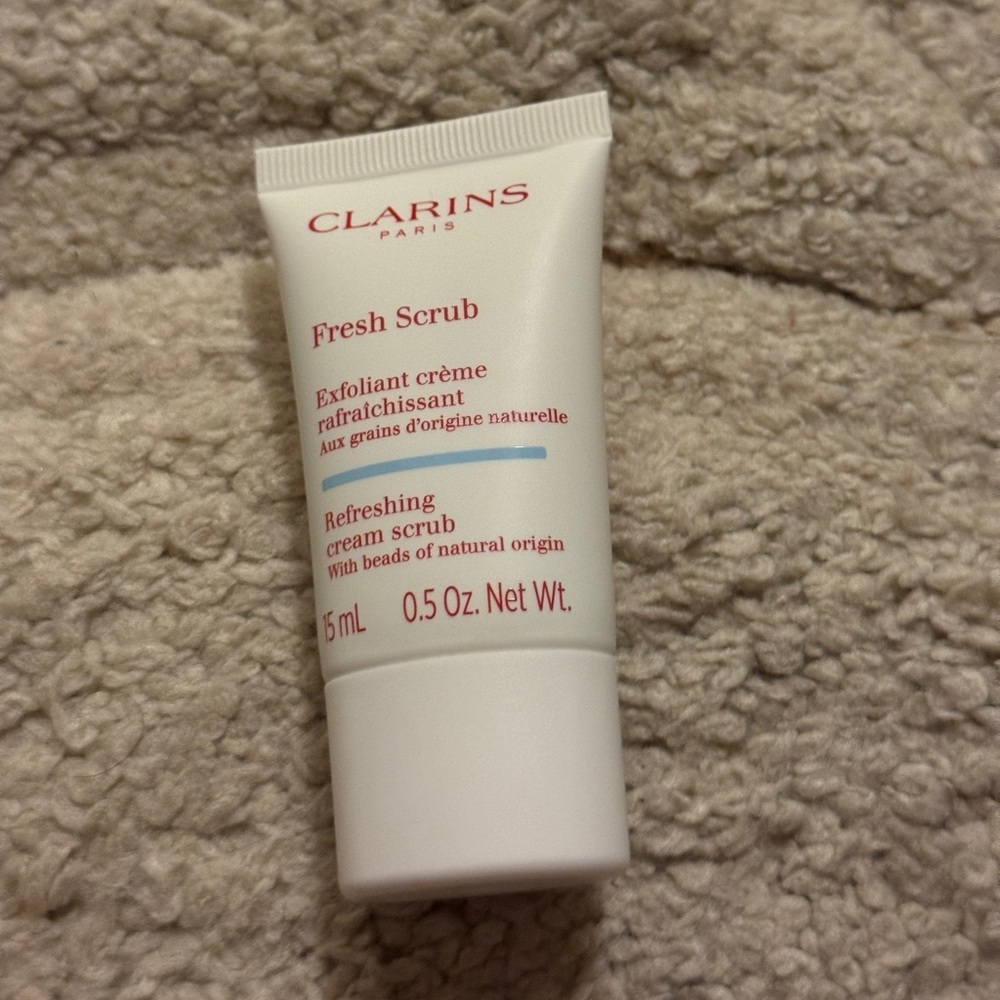 CLARINS
PARIS
Fresh Scrub
Exfoliant crème
rafraîchissant
Aux grains d'origine naturelle
Refreshing
cream scrub
With beads of natural origin
15 mL 0.5 Oz. Net Wt.